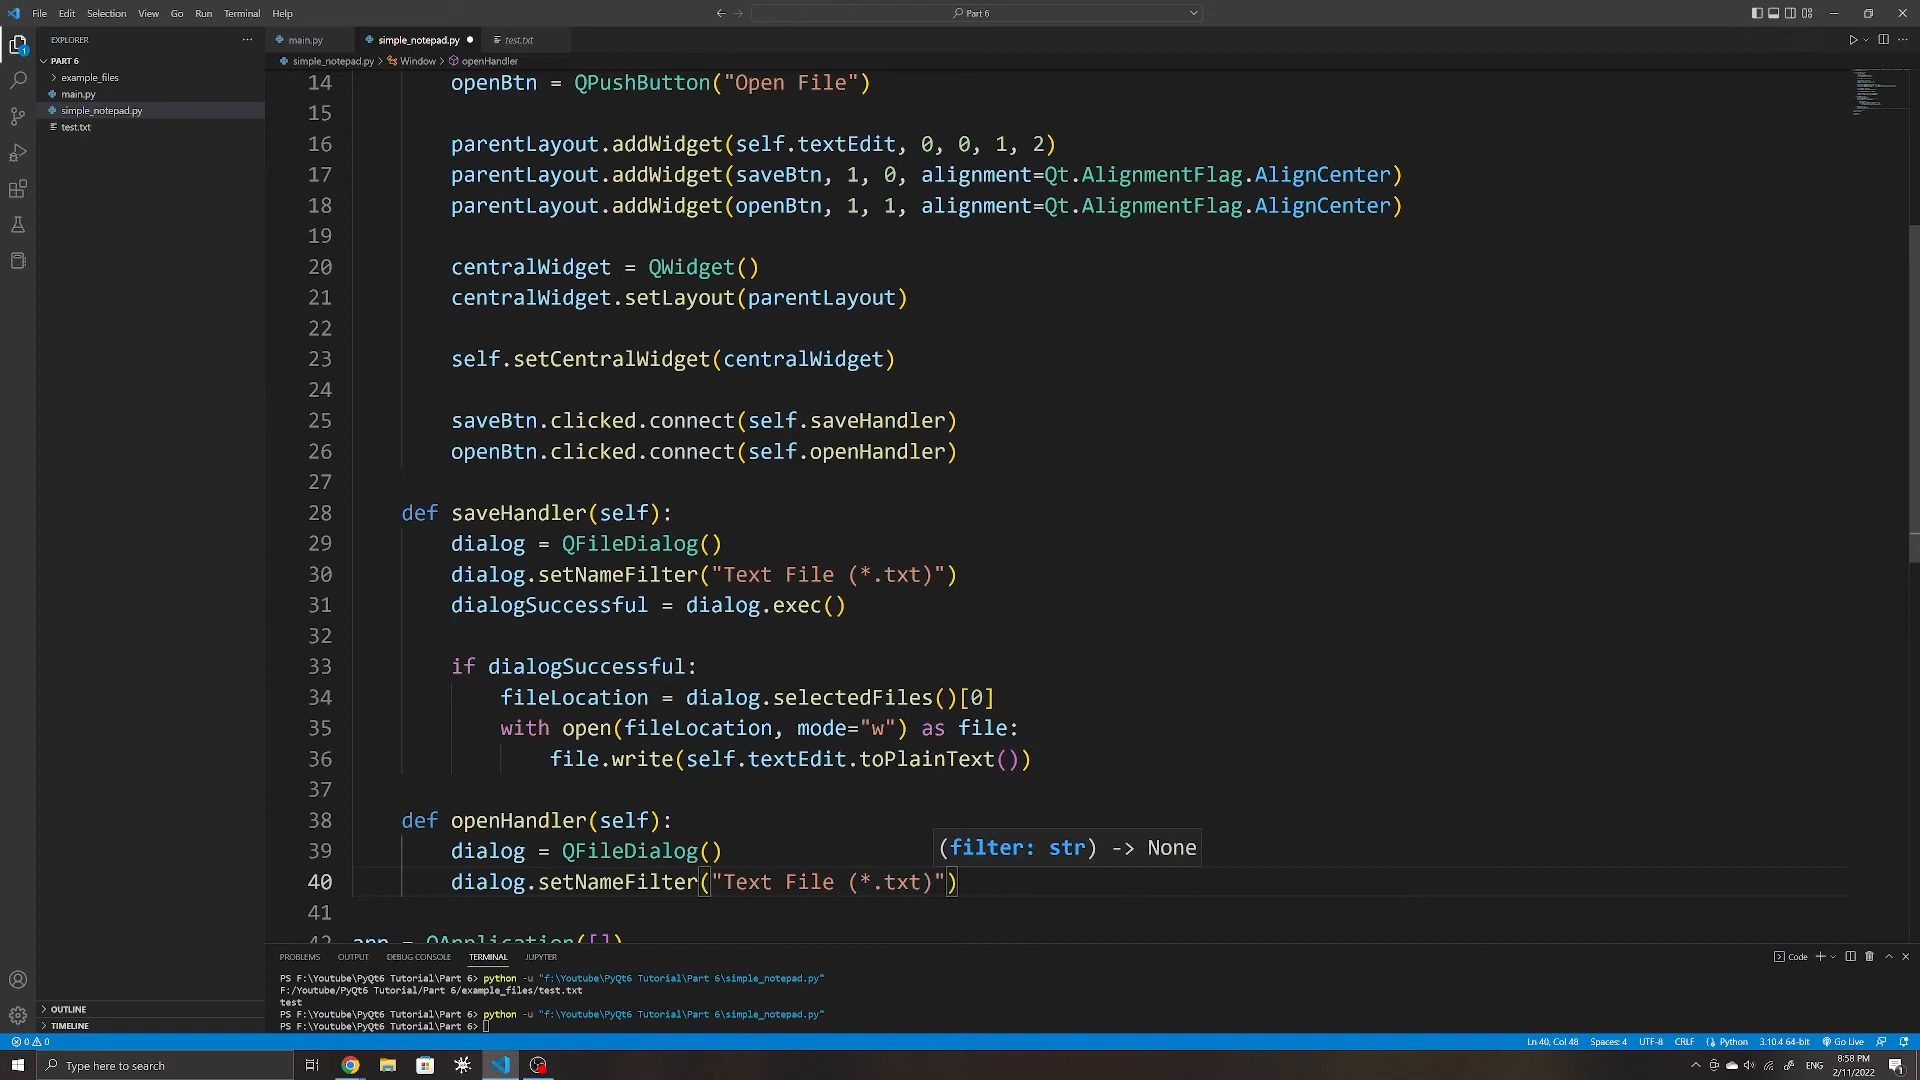 File Edit Selection View Go Run Terminal Help
Part 6
EXPLORER
PART 6
example_files
main.py
simple_notepad.py
test.txt
OUTLINE
TIMELINE
main.py simple_notepad.py test.txt
simple_notepad.py > Window > openHandler
14 openBtn = QPushButton("Open File")
15
16 parentLayout.addWidget(self.textEdit, 0, 0, 1, 2)
17 parentLayout.addWidget(saveBtn, 1, 0, alignment=Qt.AlignmentFlag.AlignCenter)
18 parentLayout.addWidget(openBtn, 1, 1, alignment=Qt.AlignmentFlag.AlignCenter)
19
20 centralWidget = QWidget()
21 centralWidget.setLayout(parentLayout)
22
23 self.setCentralWidget(centralWidget)
24
25 saveBtn.clicked.connect(self.saveHandler)
26 openBtn.clicked.connect(self.openHandler)
27
28 def saveHandler(self):
29 dialog = QFileDialog()
30 dialog.setNameFilter("Text File (*.txt)")
31 dialogSuccessful = dialog.exec()
32
33 if dialogSuccessful:
34 fileLocation = dialog.selectedFiles()[0]
35 with open(fileLocation, mode="w") as file:
36 file.write(self.textEdit.toPlainText())
37
38 def openHandler(self):
39 dialog = QFileDialog()
(filter: str) -> None
40 dialog.setNameFilter("Text File (*.txt)")
41
42 app = QApplication([])
PROBLEMS OUTPUT DEBUG CONSOLE TERMINAL JUPYTER
Code
PS F:\Youtube\PyQt6 Tutorial\Part 6> python -u "f:\Youtube\PyQt6 Tutorial\Part 6\simple_notepad.py"
F:/Youtube/PyQt6 Tutorial/Part 6/example_files/test.txt
test
PS F:\Youtube\PyQt6 Tutorial\Part 6> python -u "f:\Youtube\PyQt6 Tutorial\Part 6\simple_notepad.py"
PS F:\Youtube\PyQt6 Tutorial\Part 6>
0 0
Ln 40, Col 48 Spaces: 4 UTF-8 CRLF Python 3.10.4 64-bit Go Live
Type here to search
ENG
8:58 PM
2/11/2022